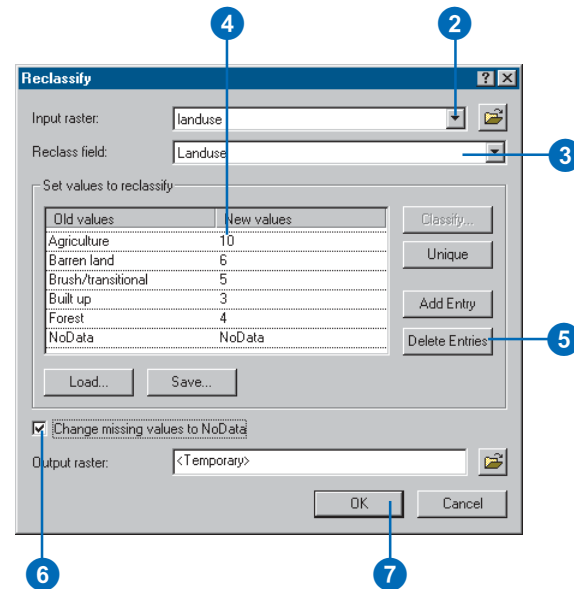 4
2
Reclassify
Input raster:
landuse
Reclass field:
Landuse
3
Set values to reclassify
Old values New values
Agriculture 10
Barren land 6
Brush/transitional 5
Built up 3
Forest 4
NoData NoData
Classify...
Unique
Add Entry
Delete Entries
5
Load... Save...
Change missing values to NoData
Output raster:
<Temporary>
OK Cancel
6
7